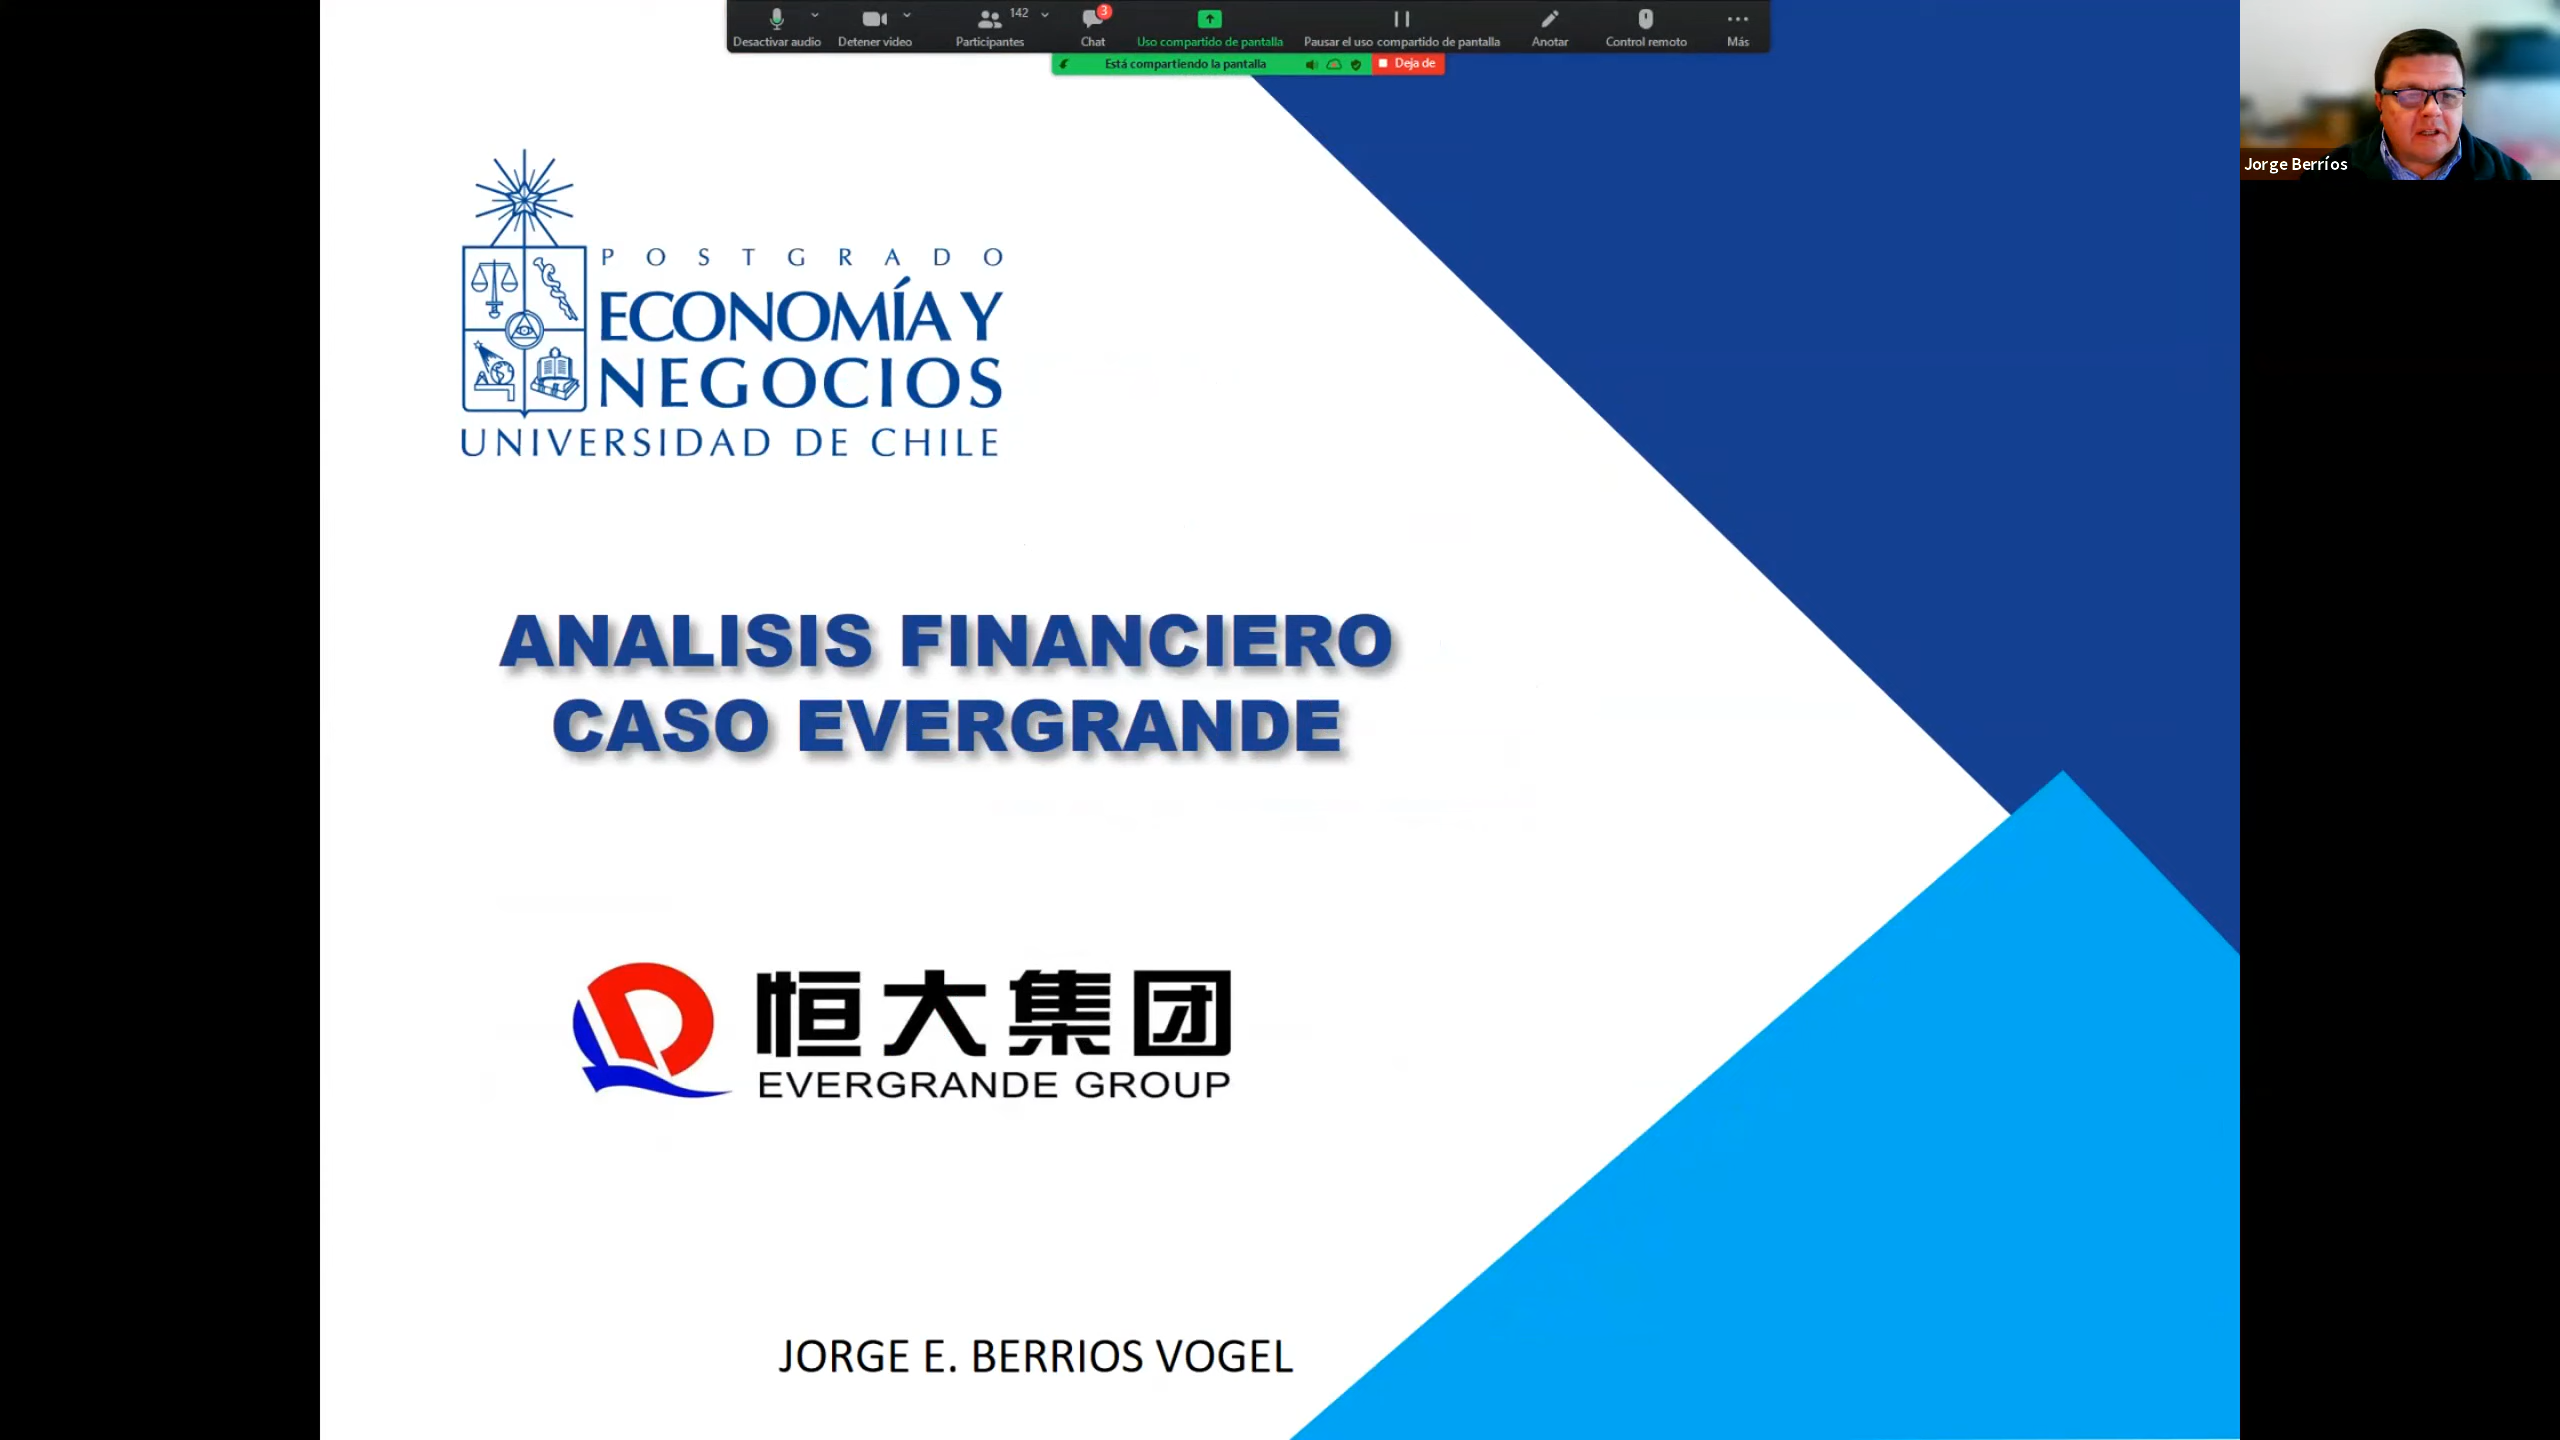 142
3
Desactivar audio
Detener video
Participantes
Chat
Uso compartido de pantalla
Pausar el uso compartido de pantalla
Anotar
Control remoto
Más
Está compartiendo la pantalla
Deja de
Jorge Berríos
POSTGRADO
ECONOMÍA Y
NEGOCIOS
UNIVERSIDAD DE CHILE
ANALISIS FINANCIERO
CASO EVERGRANDE
恒大集团
EVERGRANDE GROUP
JORGE E. BERRIOS VOGEL